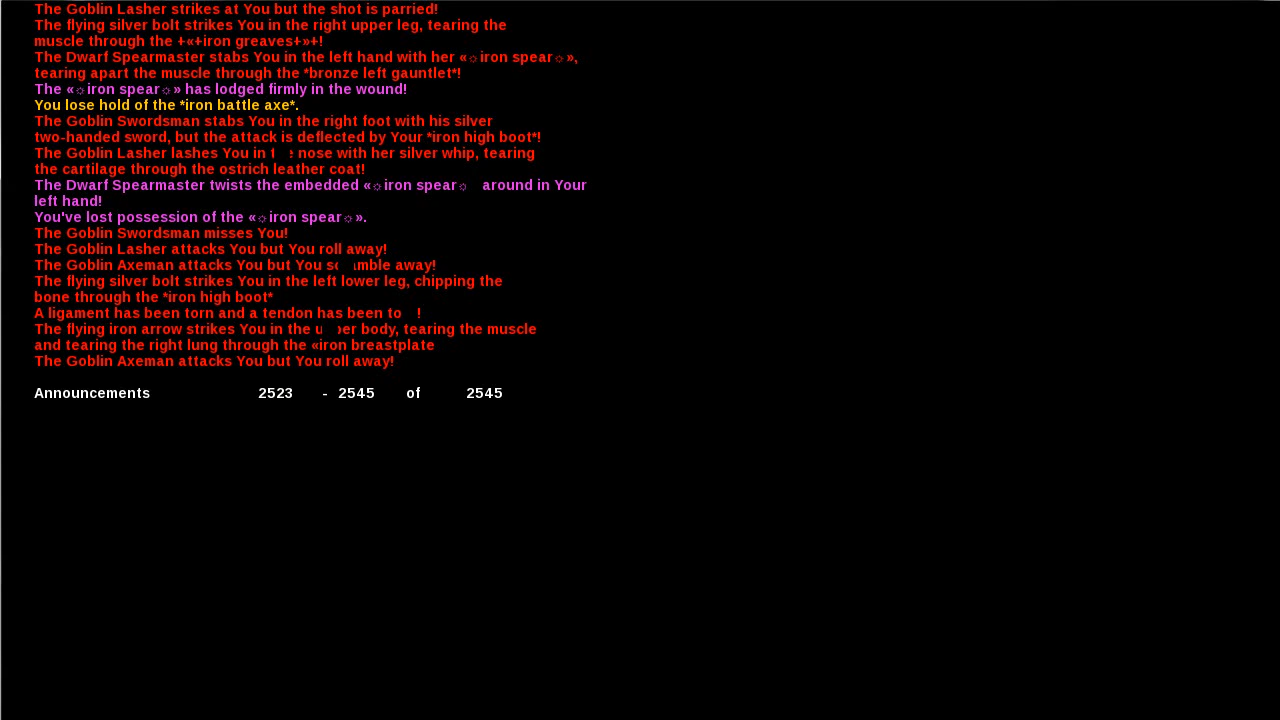 The Goblin Lasher strikes at You but the shot is parried!
The flying silver bolt strikes You in the right upper leg, tearing the
muscle through the +«+iron greaves+»+!
The Dwarf Spearmaster stabs You in the left hand with her «☼iron spear☼»,
tearing apart the muscle through the *bronze left gauntlet*!
The «☼iron spear☼» has lodged firmly in the wound!
You lose hold of the *iron battle axe*.
The Goblin Swordsman stabs You in the right foot with his silver
two-handed sword, but the attack is deflected by Your *iron high boot*!
The Goblin Lasher lashes You in nose with her silver whip, tearing
the cartilage through the ostrich leather coat!
The Dwarf Spearmaster twists the embedded «☼iron spear☼ around in Your
left hand!
You've lost possession of the «☼iron spear☼».
The Goblin Swordsman misses You!
The Goblin Lasher attacks You but You roll away!
The Goblin Axeman attacks You but You away!
The flying silver bolt strikes You in the left lower leg, chipping the
bone through the *iron high boot*
A ligament has been torn and a tendon has been !
The flying iron arrow strikes You in the body, tearing the muscle
and tearing the right lung through the «iron breastplate
The Goblin Axeman attacks You but You roll away!
Announcements 2523 - 2545 of 2545